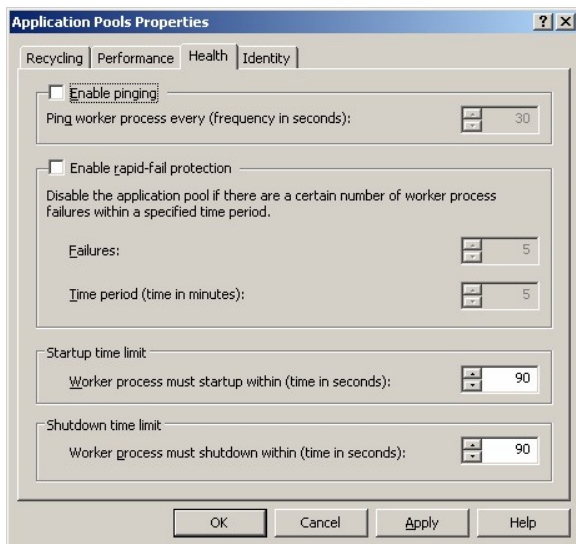 Application Pools Properties
Recycling Performance Health Identity
Enable pinging
Ping worker process every (frequency in seconds): 30
Enable rapid-fail protection
Disable the application pool if there are a certain number of worker process
failures within a specified time period.
Failures: 5
Time period (time in minutes): 5
Startup time limit
Worker process must startup within (time in seconds): 90
Shutdown time limit
Worker process must shutdown within (time in seconds): 90
OK Cancel Apply Help